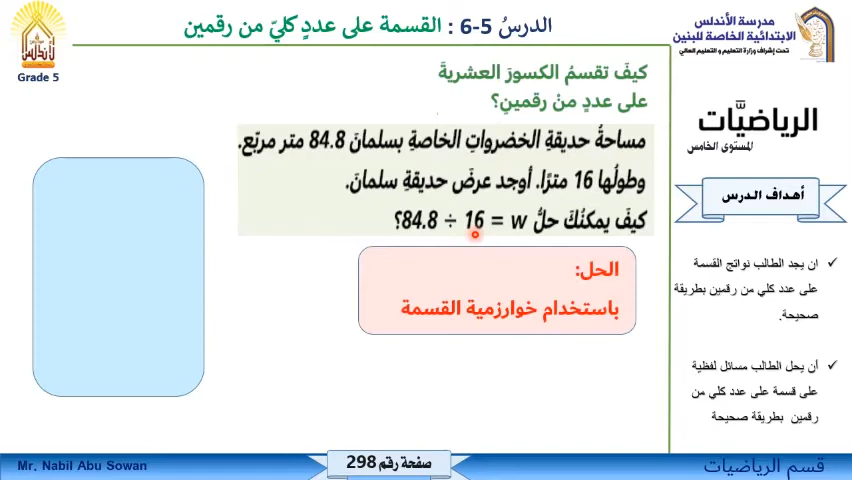 مدرسة الأندلس
الابتدائية الخاصة للبنين
تحت إشراف وزارة التعليم و التعليم العالي
الدرسُ 5-6 : القسمة على عددٍ كليّ من رقمين
Grade 5
كيفَ تقسمُ الكسورَ العشريةَ
على عددٍ منْ رقمينِ؟
مساحةُ حديقةِ الخضرواتِ الخاصةِ بسلمانَ 84.8 متر مربّع.
وطولُها 16 مترًا. أوجد عرضَ حديقةِ سلمانَ.
كيفَ يمكنُكَ حلُّ 84.8 ÷ 16 = w؟
الحل:
باستخدام خوارزمية القسمة
الرياضيَّات
المستوى الخامس
أهداف الدرس
✓ ان يجد الطالب نواتج القسمة
على عدد كلي من رقمين بطريقة
صحيحة.
✓ أن يحل الطالب مسائل لفظية
على قسمة على عدد كلي من
رقمين بطريقة صحيحة
قسم الرياضيات
صفحة رقم 298
Mr. Nabil Abu Sowan